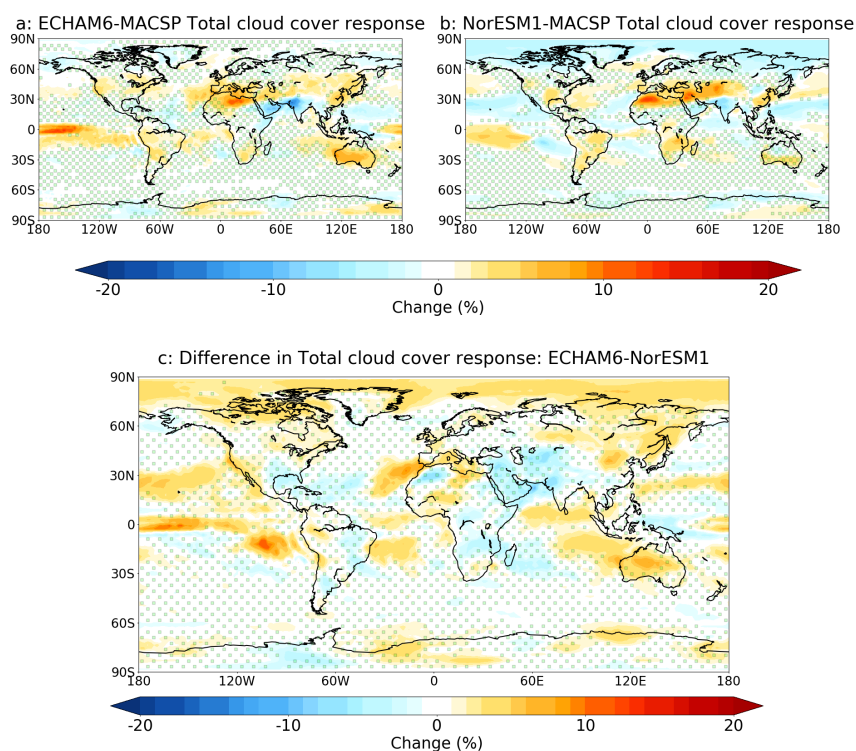 a: ECHAM6-MACSP Total cloud cover response
b: NorESM1-MACSP Total cloud cover response
90N
60N
30N
0
30S
60S
90S
180 120W 60W 0 60E 120E 180
90N
60N
30N
0
30S
60S
90S
180 120W 60W 0 60E 120E 180
-20 -10 0 10 20
Change (%)
c: Difference in Total cloud cover response: ECHAM6-NorESM1
90N
60N
30N
0
30S
60S
90S
180 120W 60W 0 60E 120E 180
-20 -10 0 10 20
Change (%)